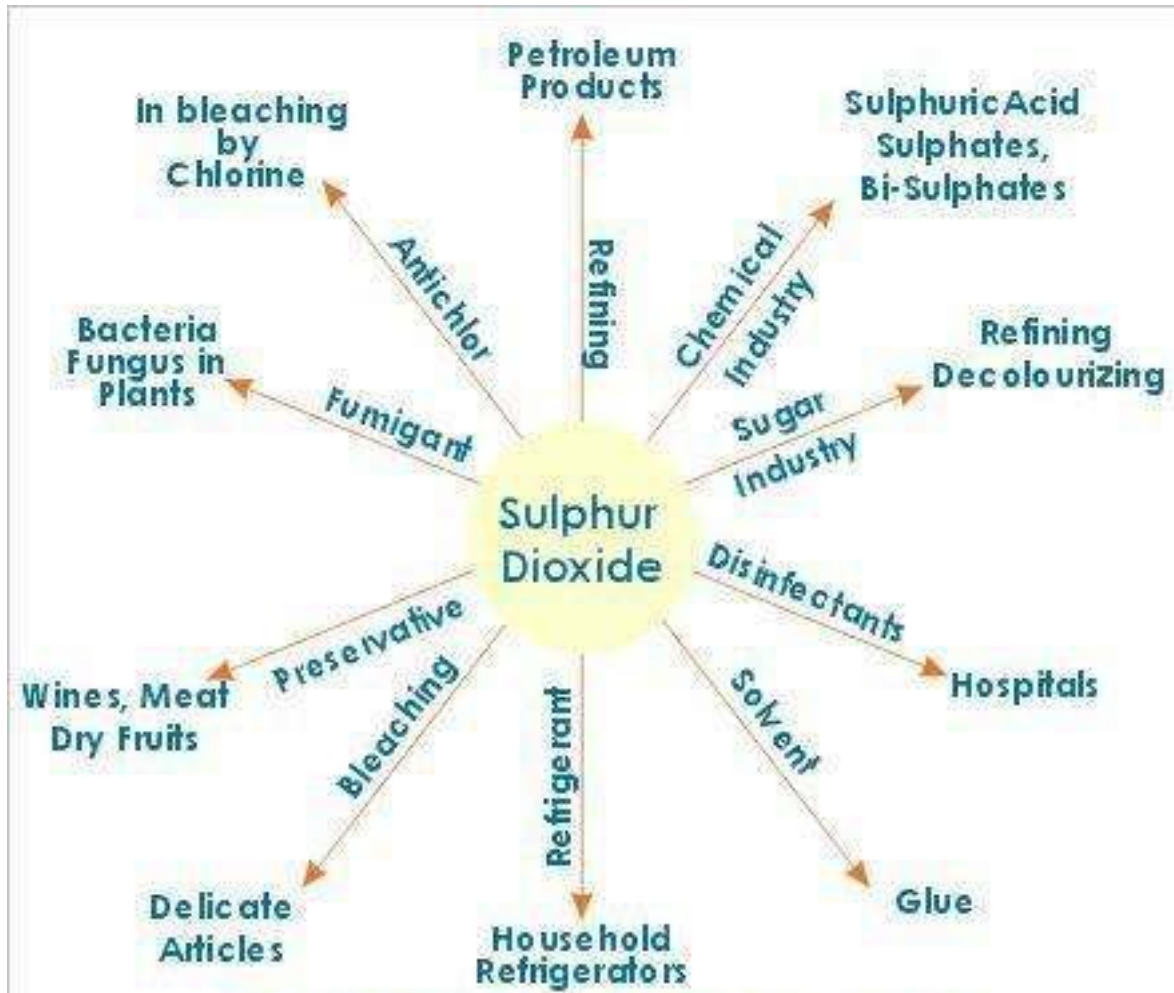 Petroleum
Products
Refining
Sulphuric Acid
Sulphates,
Bi-Sulphates
Chemical
Industry
Refining
Decolourizing
Sugar
Industry
Disinfectants
Hospitals
Solvent
Glue
Refrigerant
Household
Refrigerators
Bleaching
Delicate
Articles
Preservative
Wines, Meat
Dry Fruits
Fumigant
Bacteria
Fungus in
Plants
Antichlor
In bleaching
by
Chlorine
Sulphur
Dioxide